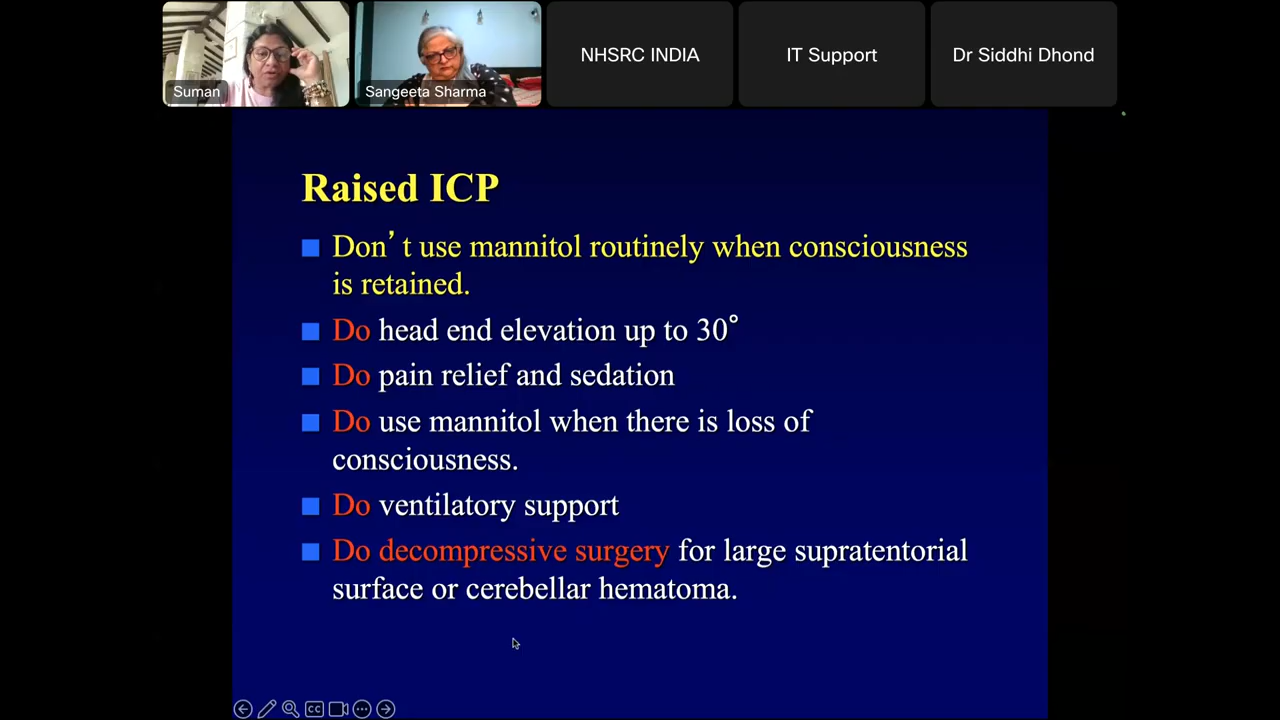 Suman
Sangeeta Sharma
NHSRC INDIA
IT Support
Dr Siddhi Dhond
Raised ICP
Don’t use mannitol routinely when consciousness
is retained.
Do head end elevation up to 30°
Do pain relief and sedation
Do use mannitol when there is loss of
consciousness.
Do ventilatory support
Do decompressive surgery for large supratentorial
surface or cerebellar hematoma.
CC